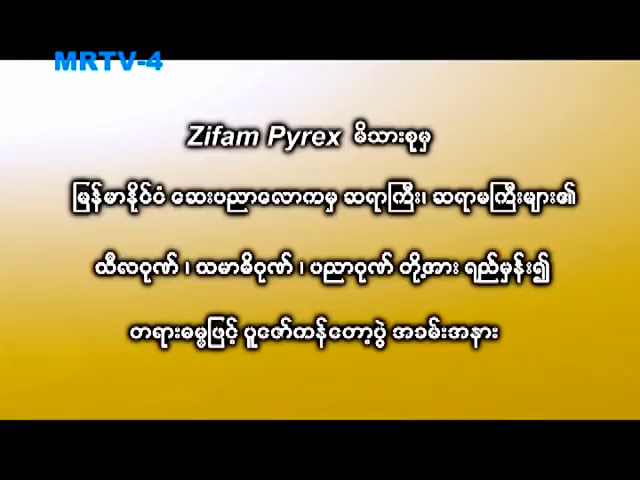 MRTV-4
Zifam Pyrex မိသားစုမှ
မြန်မာနိုင်ငံ ဆေးပညာလောကမှ ဆရာကြီး၊ ဆရာမကြီးများ၏
သီလဝုဏ် ၊ သမာဓိဝုဏ် ၊ ပညာဝုဏ် တို့အား ရည်မှန်း၍
တရားဓမ္မဖြင့် ပူဇော်ကန်တော့ပွဲ အခမ်းအနား